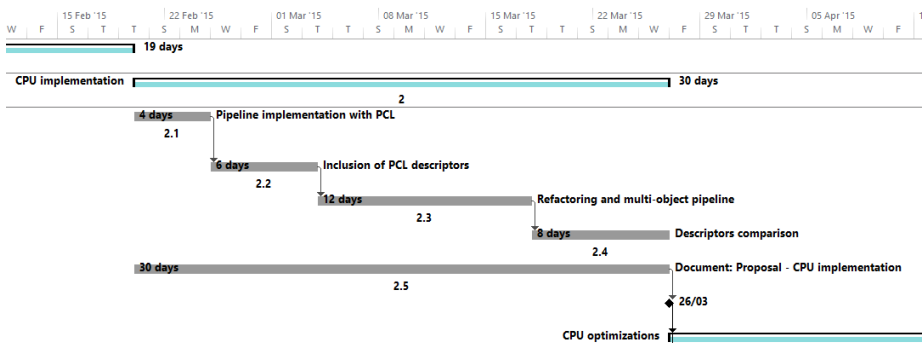 15 Feb '15 22 Feb '15 01 Mar '15 08 Mar '15 15 Mar '15 22 Mar '15 29 Mar '15 05 Apr '15 1
W F S T T S M W F S T T S M W F S T T S M W F S T T S M W F S
19 days
CPU implementation 30 days
2
4 days Pipeline implementation with PCL
2.1
6 days Inclusion of PCL descriptors
2.2
12 days Refactoring and multi-object pipeline
2.3
8 days Descriptors comparison
2.4
30 days Document: Proposal - CPU implementation
2.5
26/03
CPU optimizations